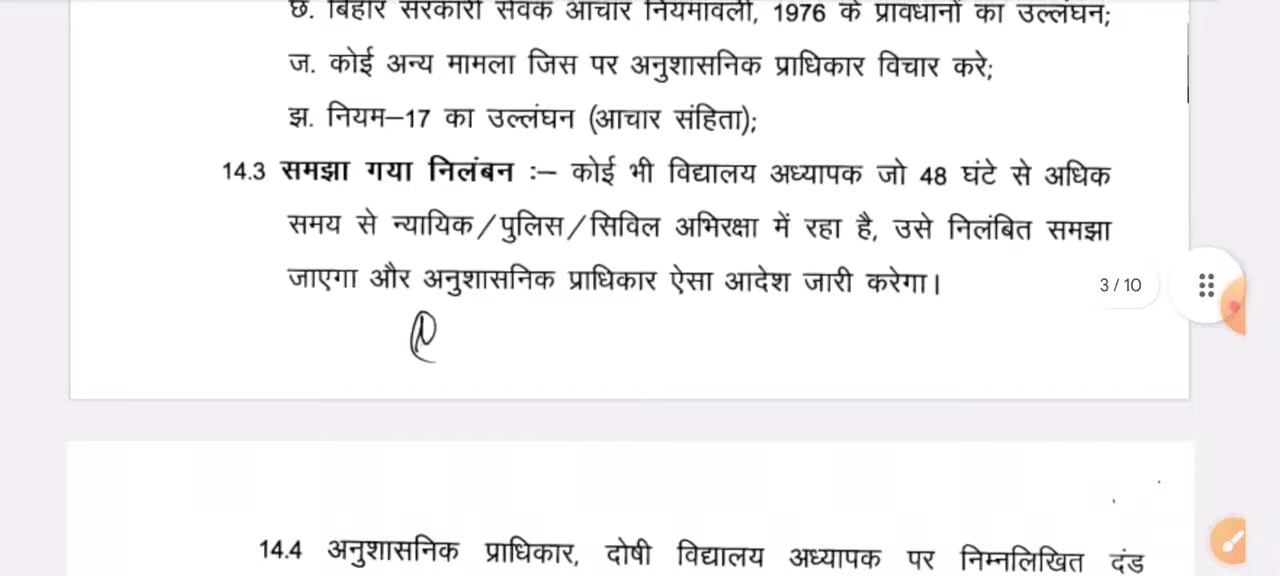 छ. बिहार सरकारी सेवक आचार नियमावली, 1976 के प्रावधानों का उल्लंघन;
ज. कोई अन्य मामला जिस पर अनुशासनिक प्राधिकार विचार करे;
झ. नियम–17 का उल्लंघन (आचार संहिता);
14.3 समझा गया निलंबन :– कोई भी विद्यालय अध्यापक जो 48 घंटे से अधिक
समय से न्यायिक/पुलिस/सिविल अभिरक्षा में रहा है, उसे निलंबित समझा
जाएगा और अनुशासनिक प्राधिकार ऐसा आदेश जारी करेगा।
3 / 10
14.4 अनुशासनिक प्राधिकार, दोषी विद्यालय अध्यापक पर निम्नलिखित दंड